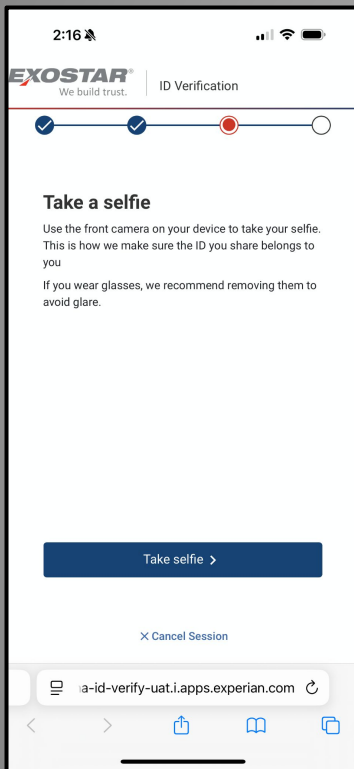 2:16
EXOSTAR®
We build trust.
ID Verification
Take a selfie
Use the front camera on your device to take your selfie.
This is how we make sure the ID you share belongs to
you
If you wear glasses, we recommend removing them to
avoid glare.
Take selfie
Cancel Session
a-id-verify-uat.i.apps.experian.com